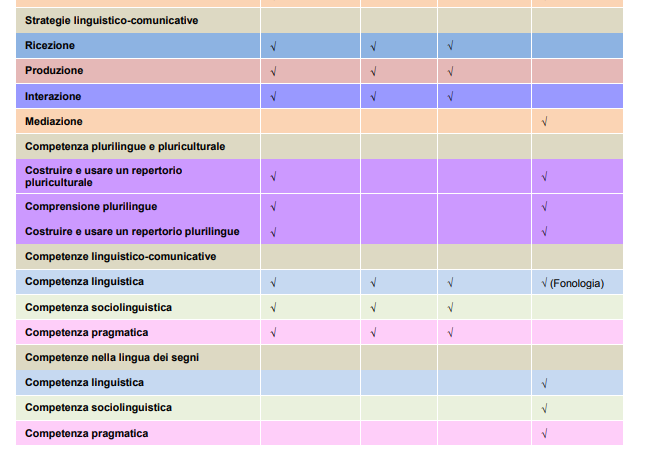 Strategie linguistico-comunicative
Ricezione √ √ √
Produzione √ √ √
Interazione √ √ √
Mediazione √
Competenza plurilingue e pluriculturale
Costruire e usare un repertorio
pluriculturale √ √
Comprensione plurilingue √ √
Costruire e usare un repertorio plurilingue √ √
Competenze linguistico-comunicative
Competenza linguistica √ √ √ √ (Fonologia)
Competenza sociolinguistica √ √ √
Competenza pragmatica √ √ √
Competenze nella lingua dei segni
Competenza linguistica √
Competenza sociolinguistica √
Competenza pragmatica √